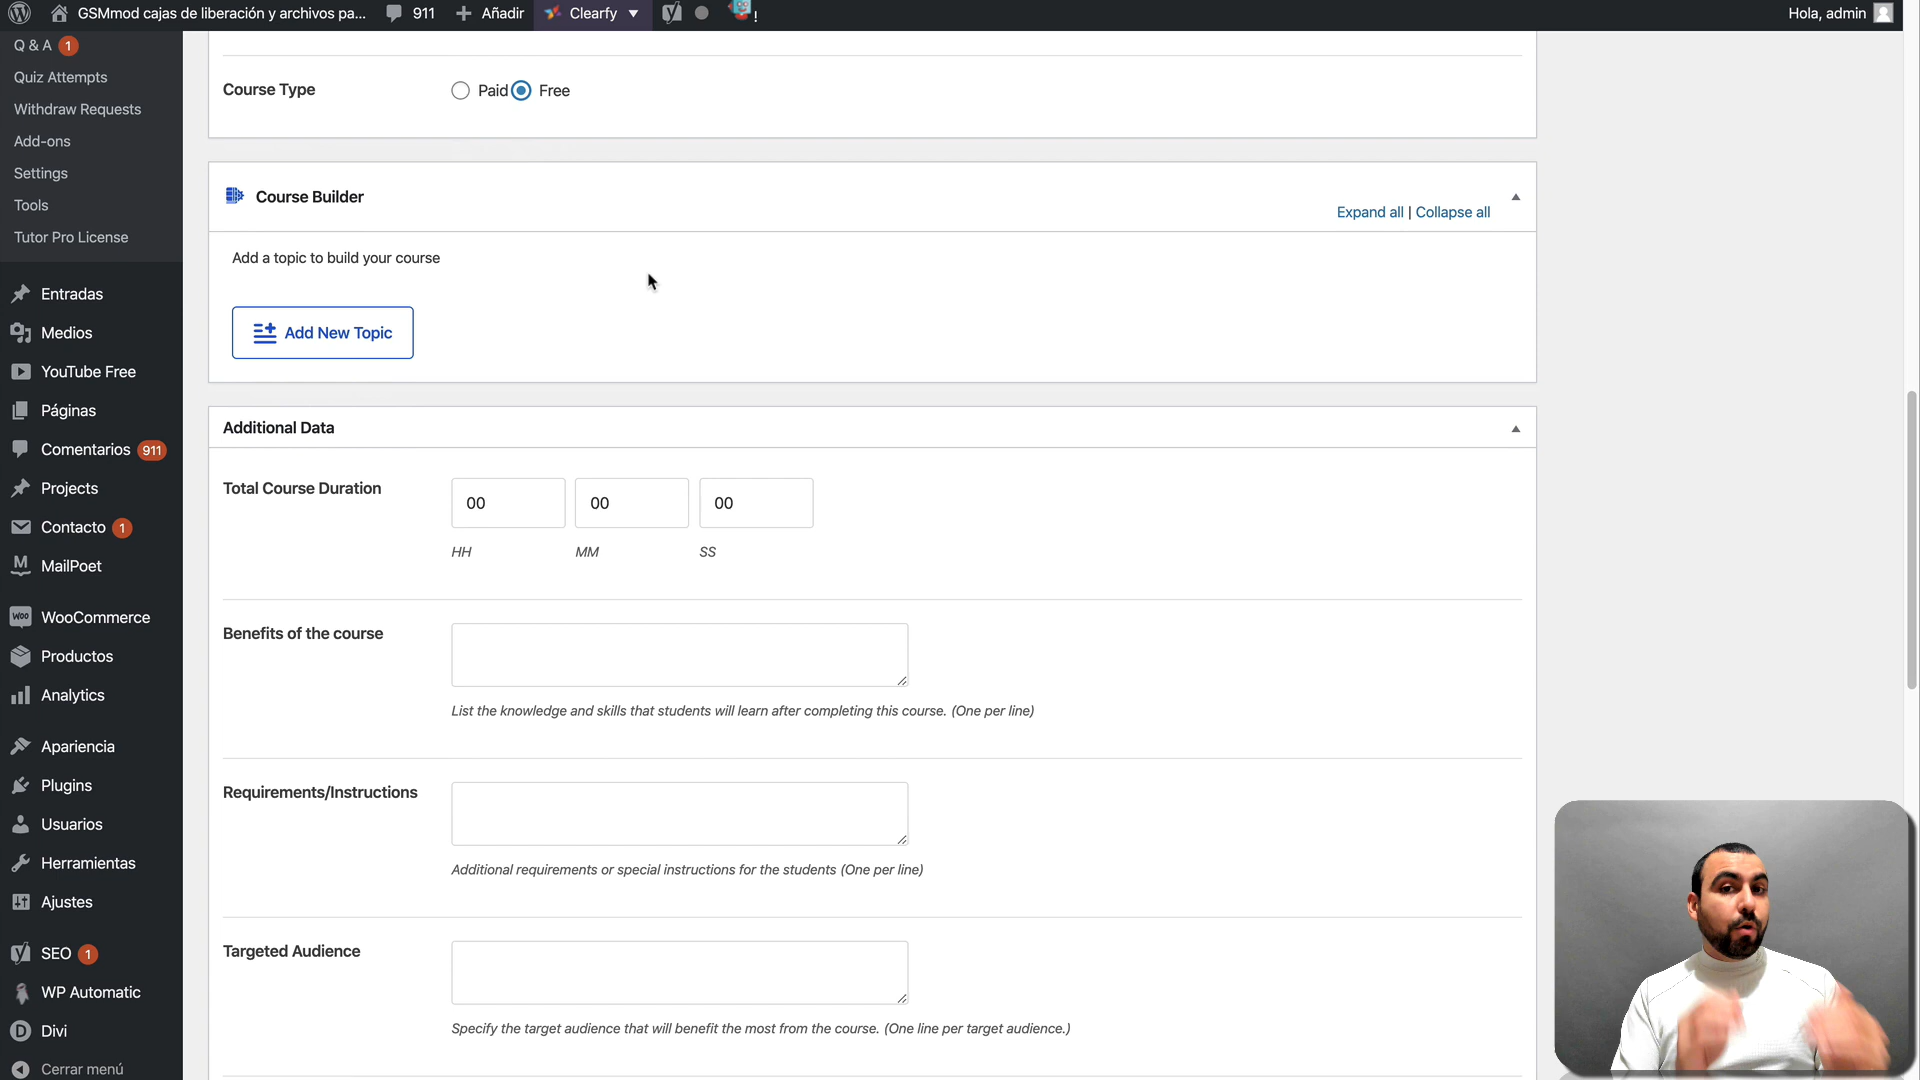 GSMmod cajas de liberación y archivos pa... 911 Añadir Clearfy ▼ ! Hola, admin
Q & A 1
Quiz Attempts
Withdraw Requests
Add-ons
Settings
Tools
Tutor Pro License
Entradas
Medios
YouTube Free
Páginas
Comentarios 911
Projects
Contacto 1
MailPoet
WooCommerce
Productos
Analytics
Apariencia
Plugins
Usuarios
Herramientas
Ajustes
SEO 1
WP Automatic
Divi
Cerrar menú
Course Type Paid Free
Course Builder
Expand all | Collapse all
Add a topic to build your course
Add New Topic
Additional Data
Total Course Duration 00 00 00
HH MM SS
Benefits of the course
List the knowledge and skills that students will learn after completing this course. (One per line)
Requirements/Instructions
Additional requirements or special instructions for the students (One per line)
Targeted Audience
Specify the target audience that will benefit the most from the course. (One line per target audience.)